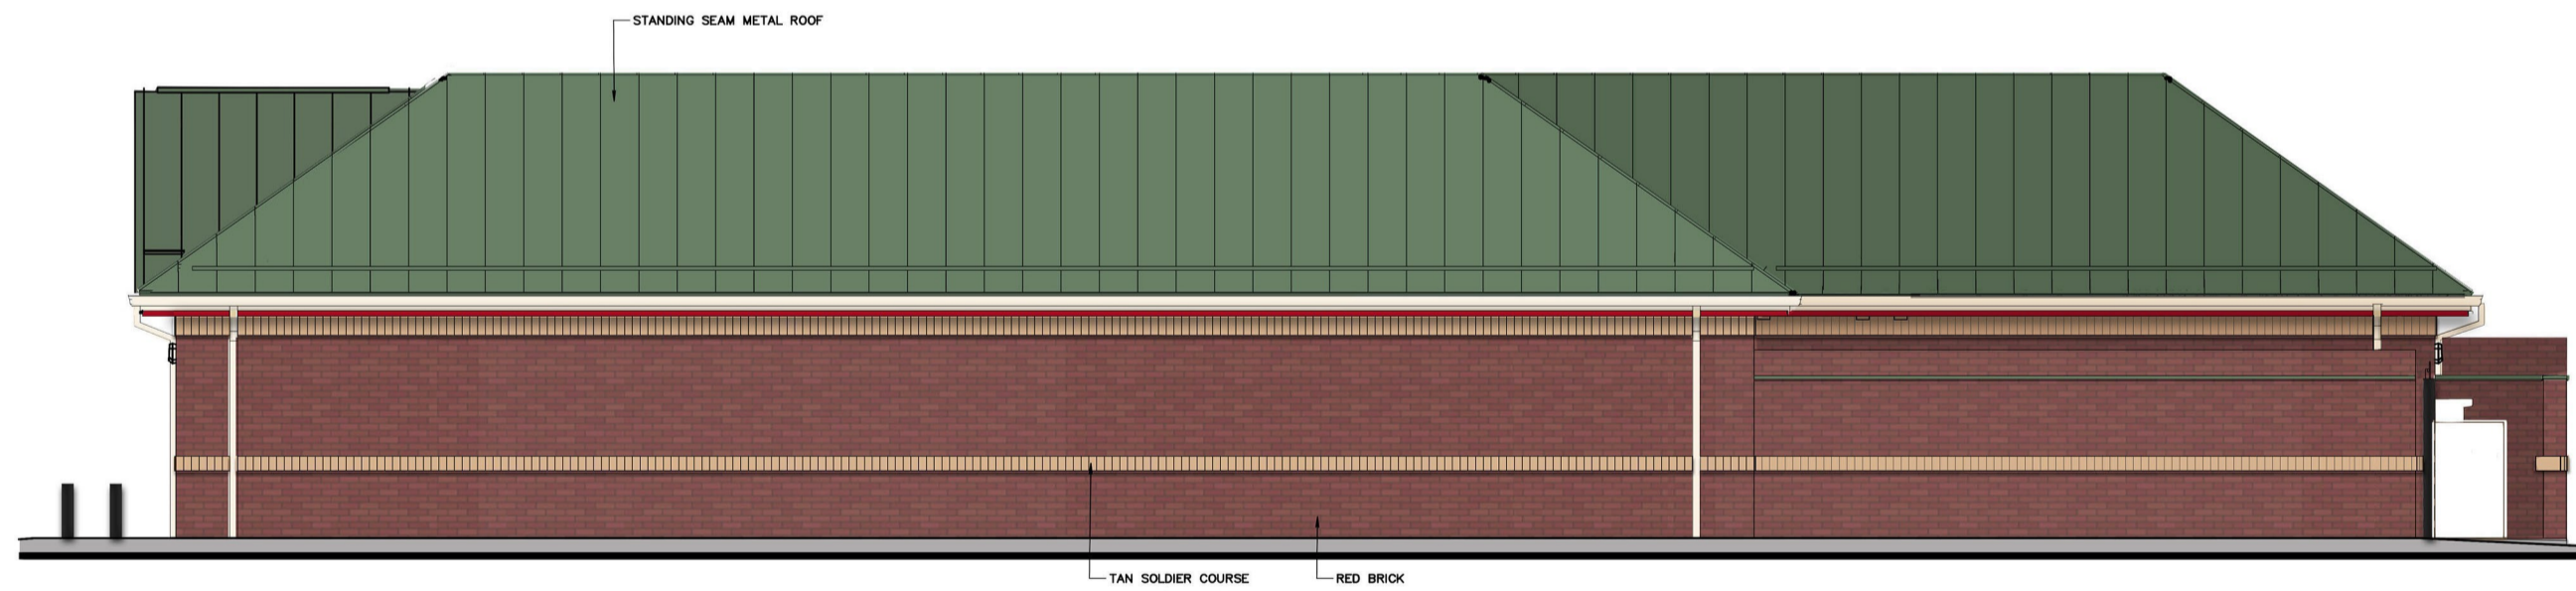 STANDING SEAM METAL ROOF
TAN SOLDIER COURSE
RED BRICK